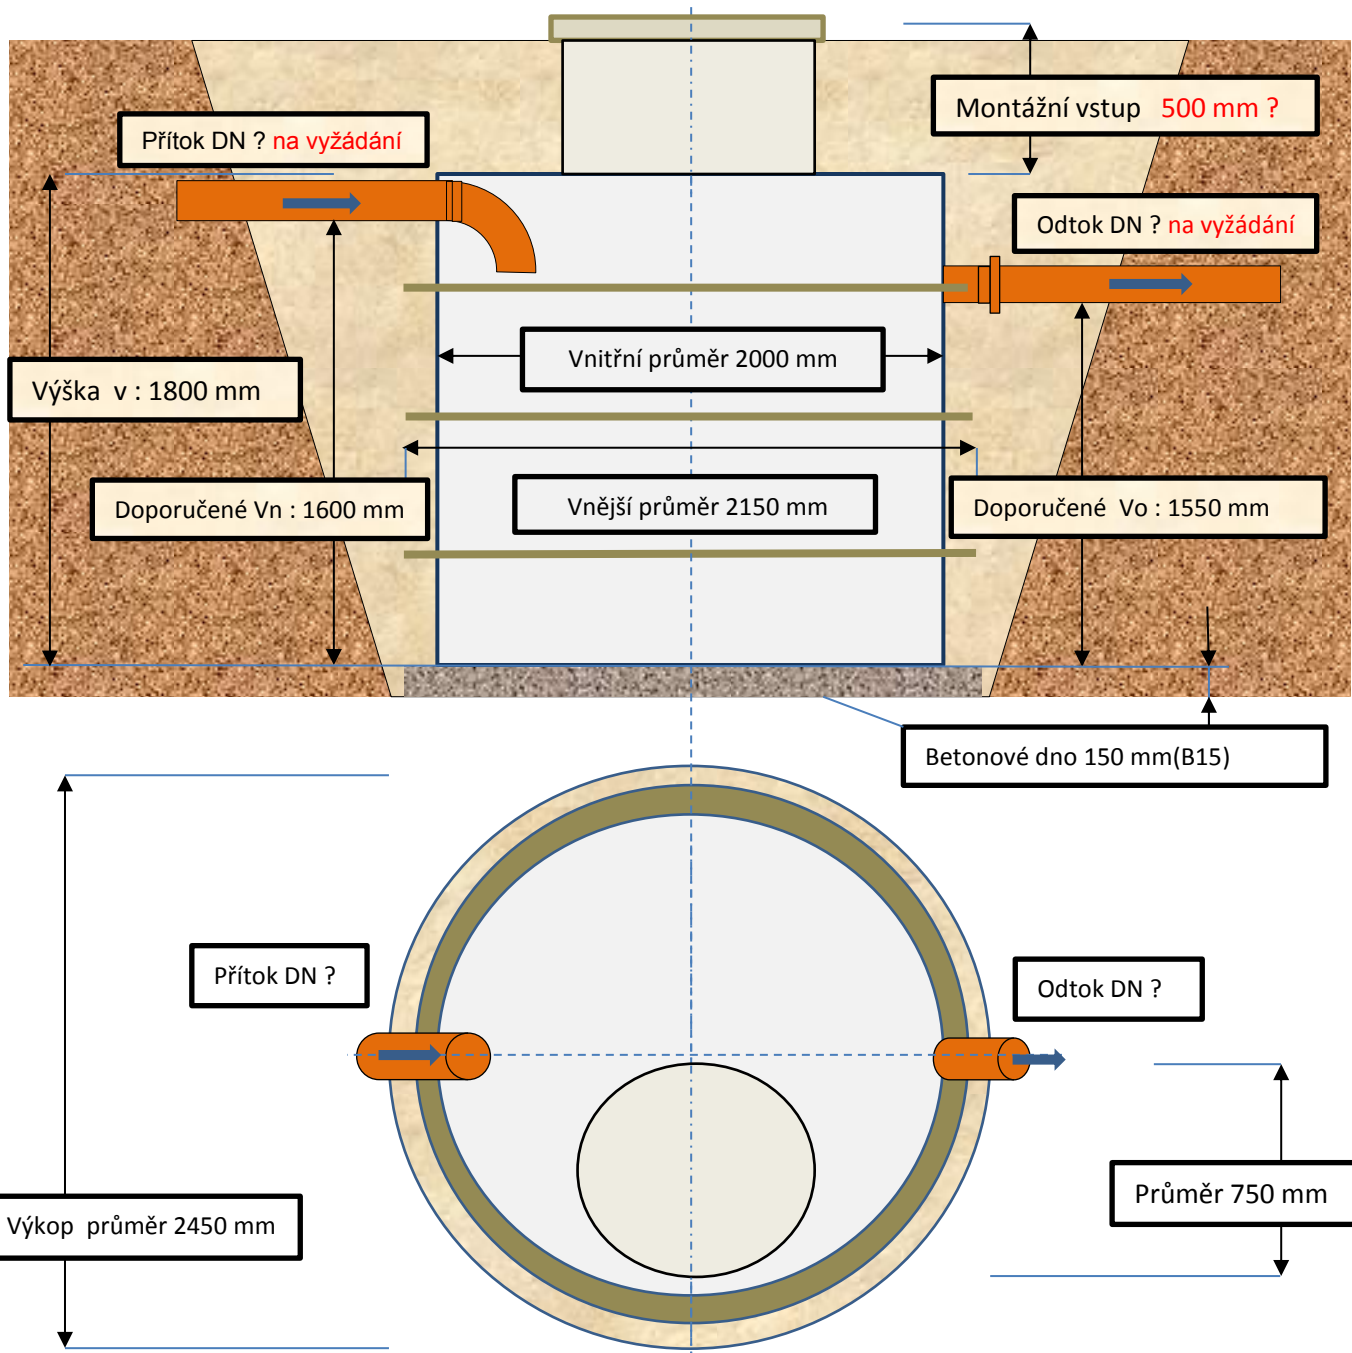 Montážní vstup 500 mm ?
Přítok DN ? na vyžádání
Odtok DN ? na vyžádání
Vnitřní průměr 2000 mm
Výška v : 1800 mm
Doporučené Vn : 1600 mm
Vnější průměr 2150 mm
Doporučené Vo : 1550 mm
Betonové dno 150 mm(B15)
Přítok DN ?
Odtok DN ?
Průměr 750 mm
Výkop průměr 2450 mm